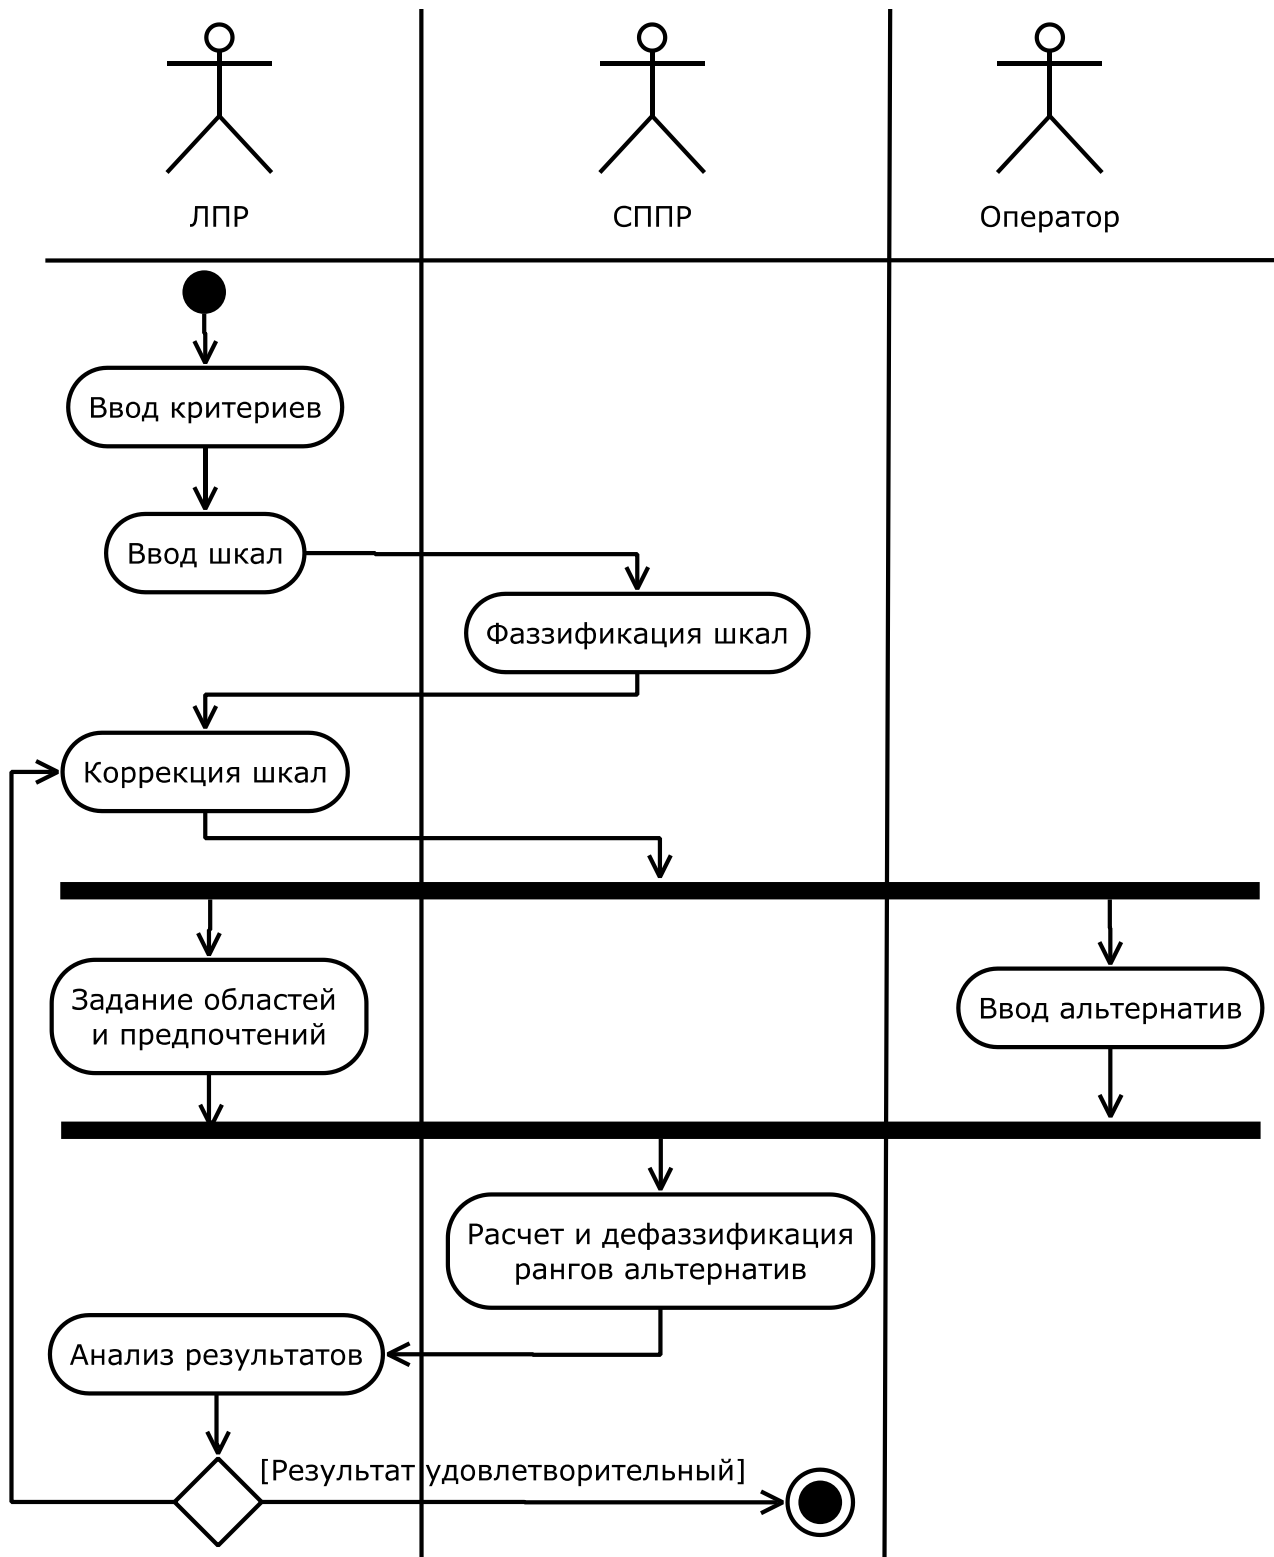 ЛПР
СППР
Оператор
Ввод критериев
Ввод шкал
Фаззификация шкал
Коррекция шкал
Задание областей
и предпочтений
Ввод альтернатив
Расчет и дефаззификация
рангов альтернатив
Анализ результатов
[Результат удовлетворительный]